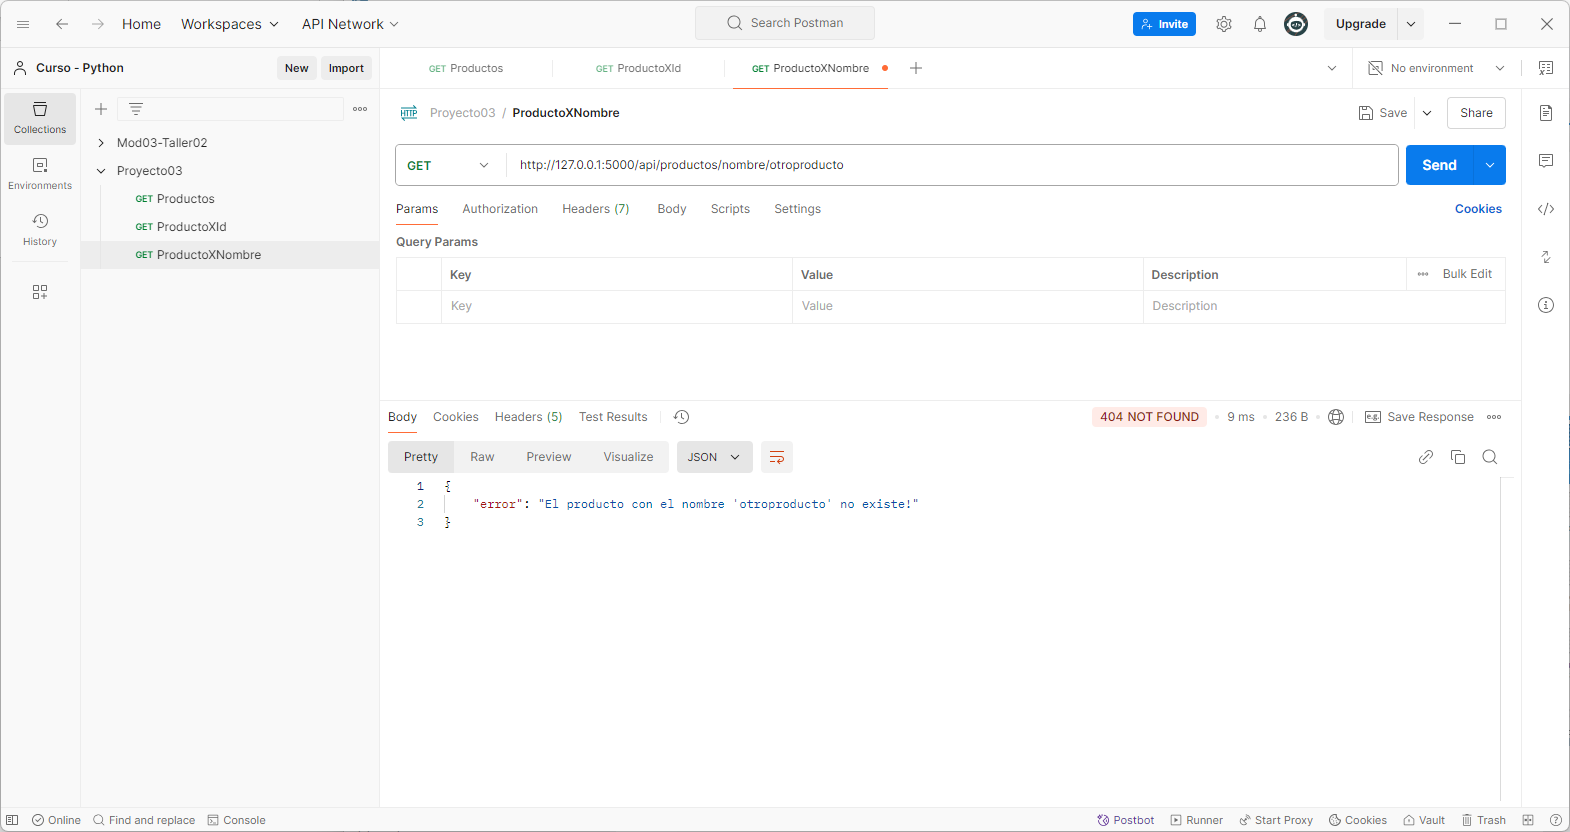 Home Workspaces API Network Search Postman Invite Upgrade
Curso - Python New Import GET Productos GET ProductoXId GET ProductoXNombre No environment
Collections
Environments
History
Mod03-Taller02
Proyecto03
GET Productos
GET ProductoXId
GET ProductoXNombre
HTTP Proyecto03 / ProductoXNombre Save Share
GET http://127.0.0.1:5000/api/productos/nombre/otroproducto Send
Params Authorization Headers (7) Body Scripts Settings Cookies
Query Params
Key Value Description Bulk Edit
Key Value Description
Body Cookies Headers (5) Test Results 404 NOT FOUND 9 ms 236 B e.g. Save Response
Pretty Raw Preview Visualize JSON
1 {
2 "error": "El producto con el nombre 'otroproducto' no existe!"
3 }
Online Find and replace Console Postbot Runner Start Proxy Cookies Vault Trash